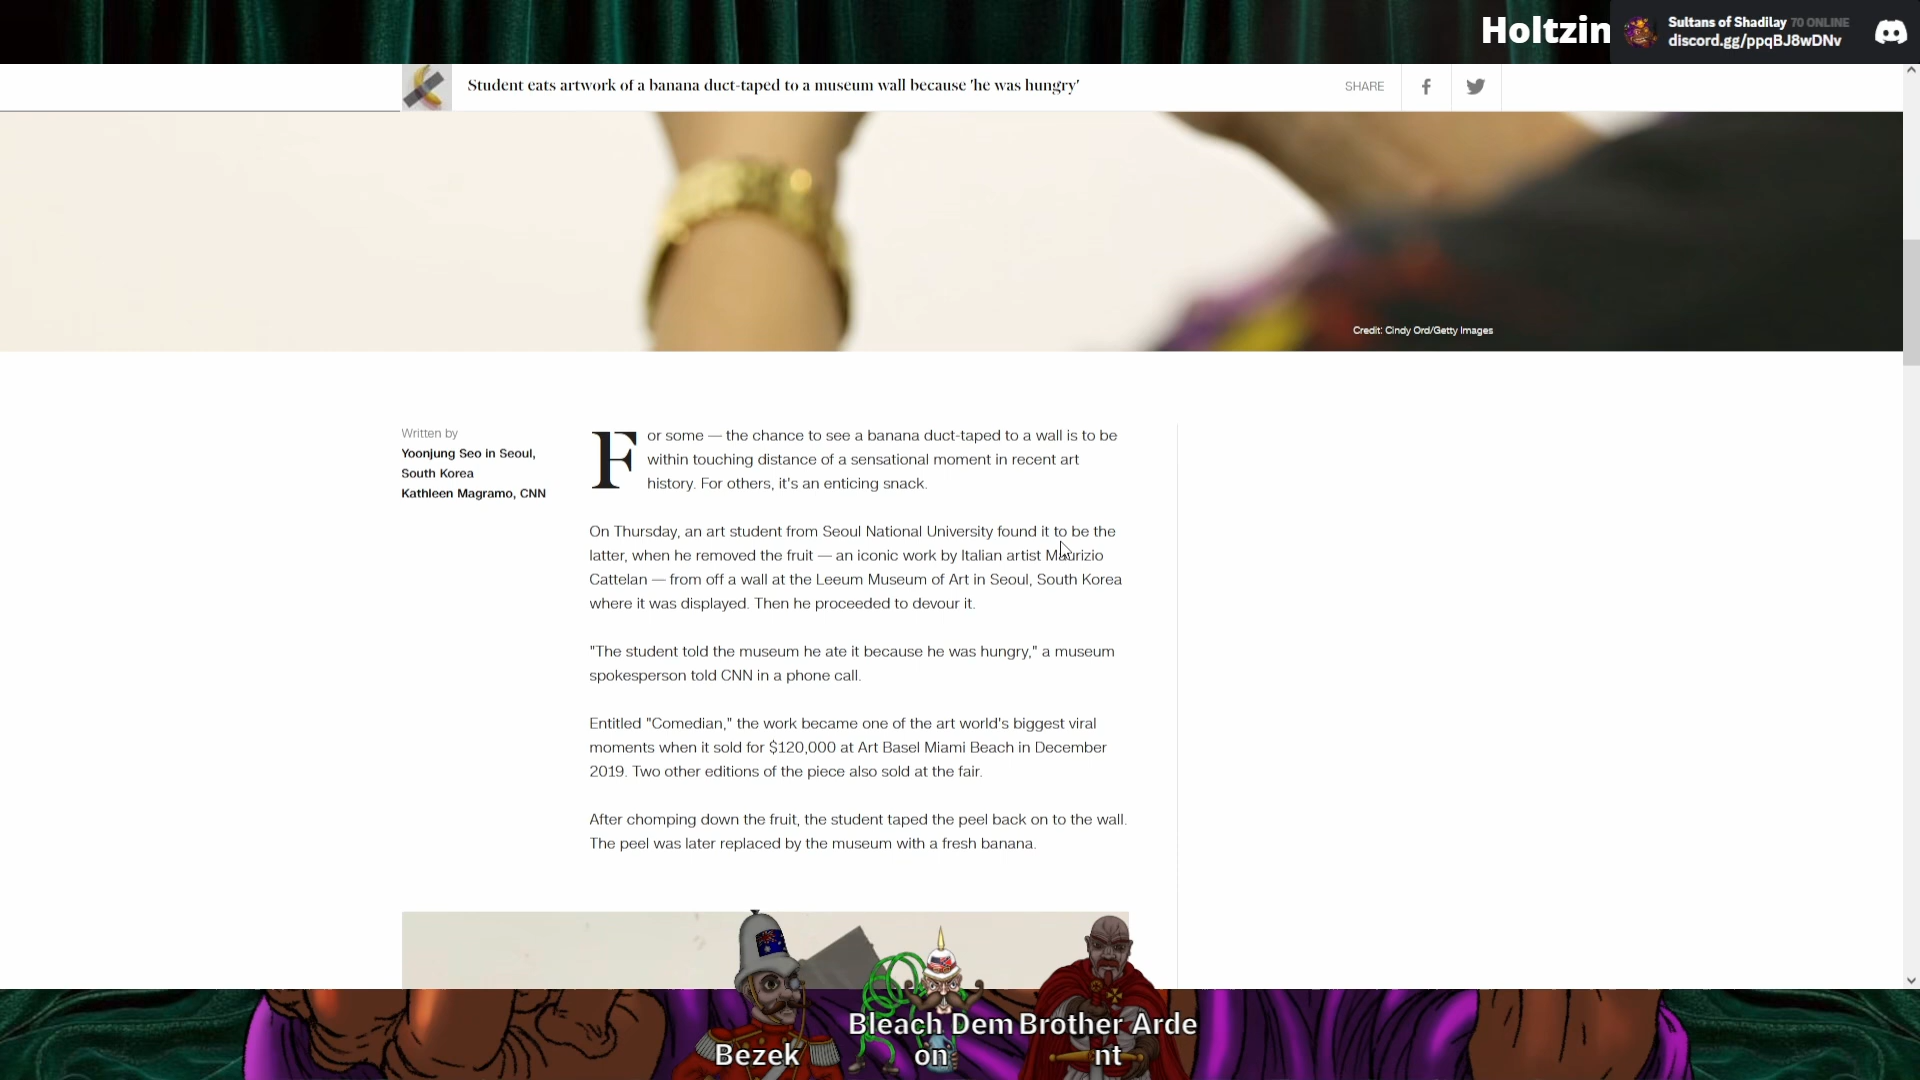 Holtzin
Sultans of Shadilay 70 ONLINE
discord.gg/ppqBJ8wDNv
Student eats artwork of a banana duct-taped to a museum wall because 'he was hungry'
SHARE
Credit: Cindy Ord/Getty Images
Written by
Yoonjung Seo in Seoul,
South Korea
Kathleen Magramo, CNN
For some — the chance to see a banana duct-taped to a wall is to be
within touching distance of a sensational moment in recent art
history. For others, it's an enticing snack.
On Thursday, an art student from Seoul National University found it to be the
latter, when he removed the fruit — an iconic work by Italian artist Maurizio
Cattelan — from off a wall at the Leeum Museum of Art in Seoul, South Korea
where it was displayed. Then he proceeded to devour it.
"The student told the museum he ate it because he was hungry," a museum
spokesperson told CNN in a phone call.
Entitled "Comedian," the work became one of the art world's biggest viral
moments when it sold for $120,000 at Art Basel Miami Beach in December
2019. Two other editions of the piece also sold at the fair.
After chomping down the fruit, the student taped the peel back on to the wall.
The peel was later replaced by the museum with a fresh banana.
Bezek
Bleach Dem
on
Brother Arde
nt